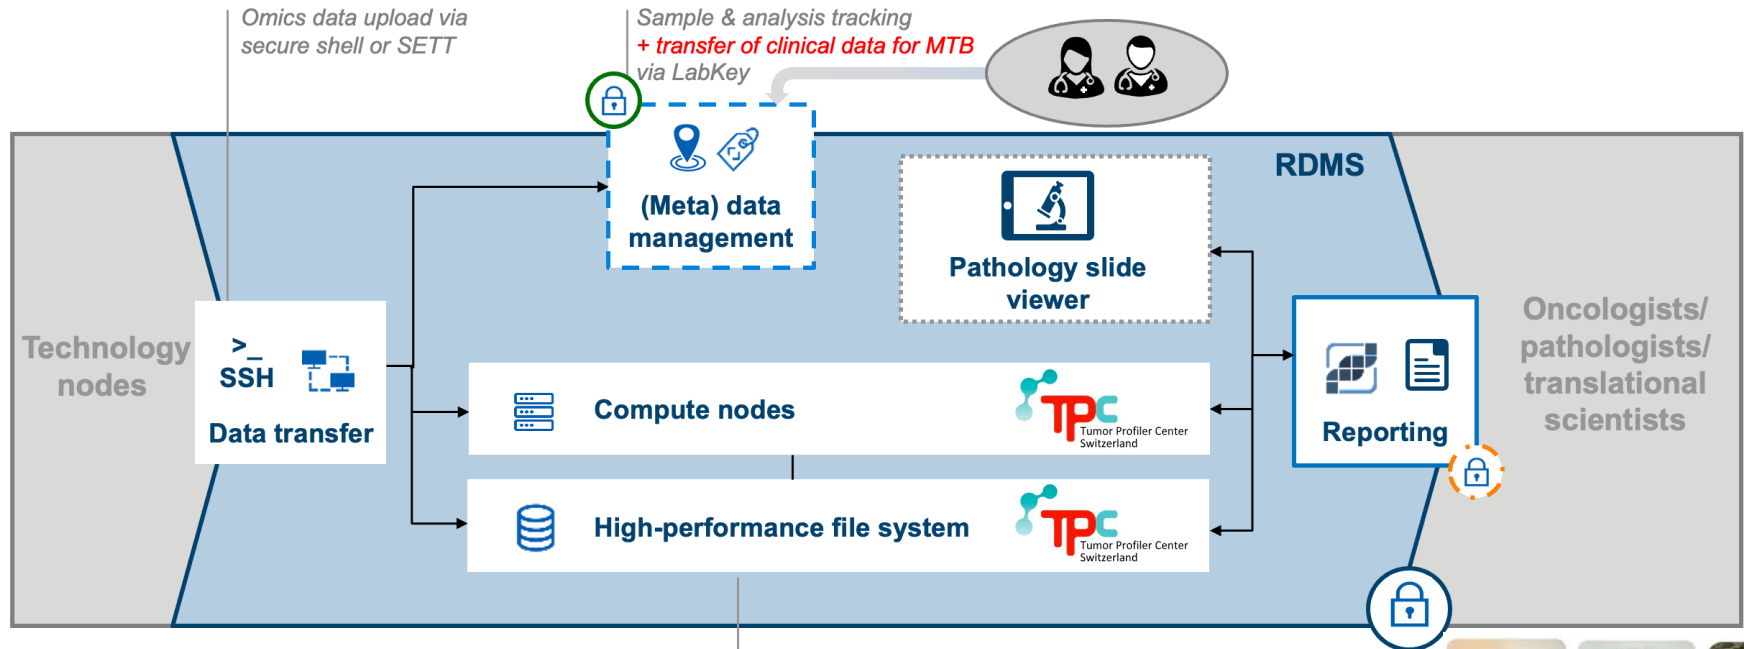 Omics data upload via
secure shell or SETT
Sample & analysis tracking
+ transfer of clinical data for MTB
via LabKey
RDMS
(Meta) data
management
Pathology slide
viewer
Technology
nodes
>_
SSH
Data transfer
Compute nodes
TPC
Tumor Profiler Center
Switzerland
High-performance file system
TPC
Tumor Profiler Center
Switzerland
Reporting
Oncologists/
pathologists/
translational
scientists